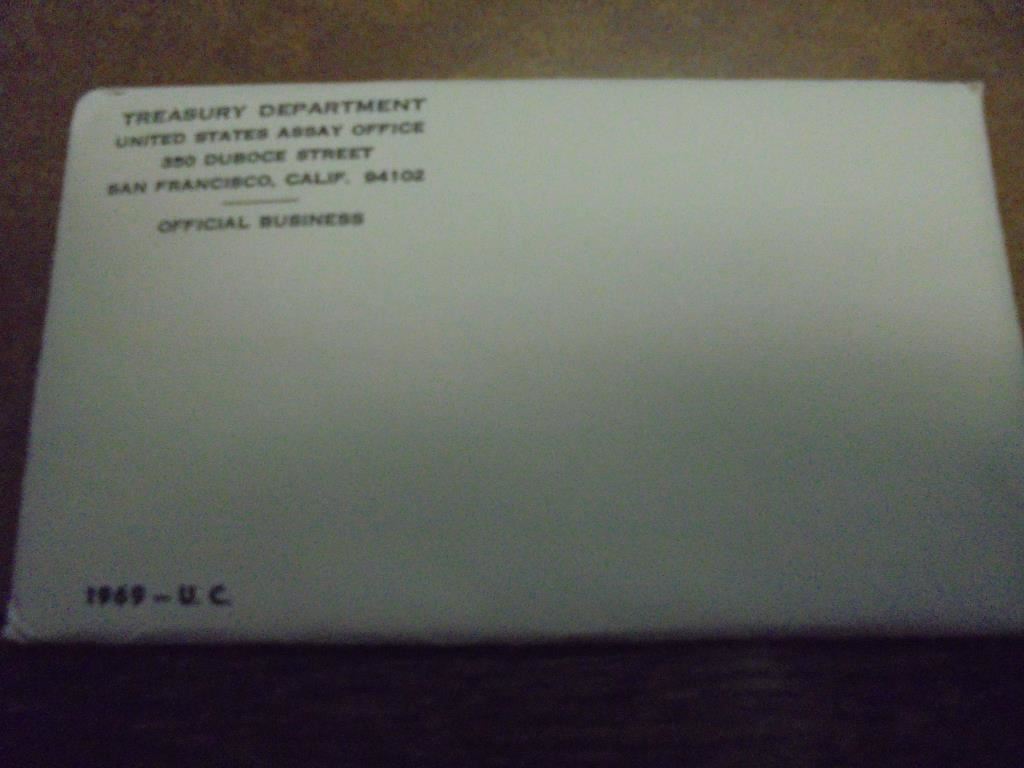 TREASURY DEPARTMENT
UNITED STATES ASSAY OFFICE
350 DUBOCE STREET
SAN FRANCISCO, CALIF. 94102
OFFICIAL BUSINESS
1969 - U. C.